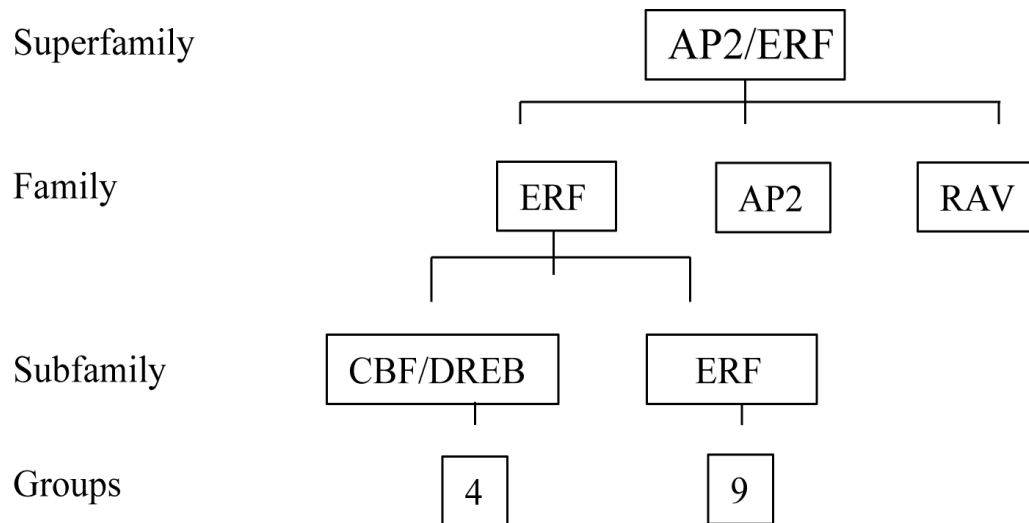 Superfamily AP2/ERF
Family ERF AP2 RAV
Subfamily CBF/DREB ERF
Groups 4 9